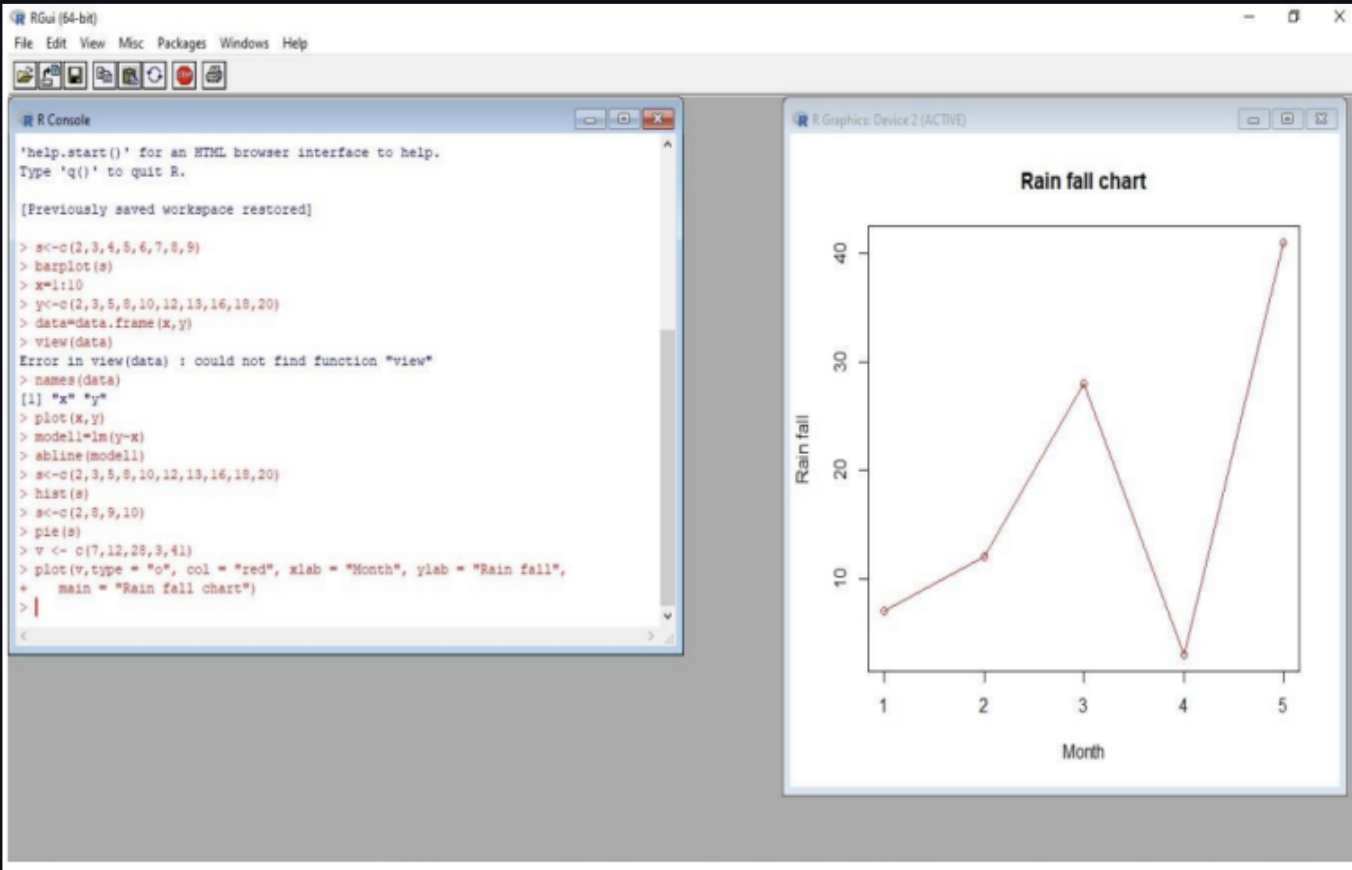 RGui (64-bit)
File Edit View Misc Packages Windows Help
STOP
R Console
'help.start()' for an HTML browser interface to help.
Type 'q()' to quit R.
[Previously saved workspace restored]
> s<-c(2,3,4,5,6,7,8,9)
> barplot(s)
> x=1:10
> y<-c(2,3,5,8,10,12,13,16,18,20)
> data=data.frame(x,y)
> view(data)
Error in view(data) : could not find function "view"
> names(data)
[1] "x" "y"
> plot(x,y)
> model1=lm(y~x)
> abline(model1)
> s<-c(2,3,5,8,10,12,13,16,18,20)
> hist(s)
> s<-c(2,8,9,10)
> pie(s)
> v <- c(7,12,28,3,41)
> plot(v,type = "o", col = "red", xlab = "Month", ylab = "Rain fall",
+    main = "Rain fall chart")
>
R Graphics: Device 2 (ACTIVE)
Rain fall chart
Rain fall
40
30
20
10
1 2 3 4 5
Month